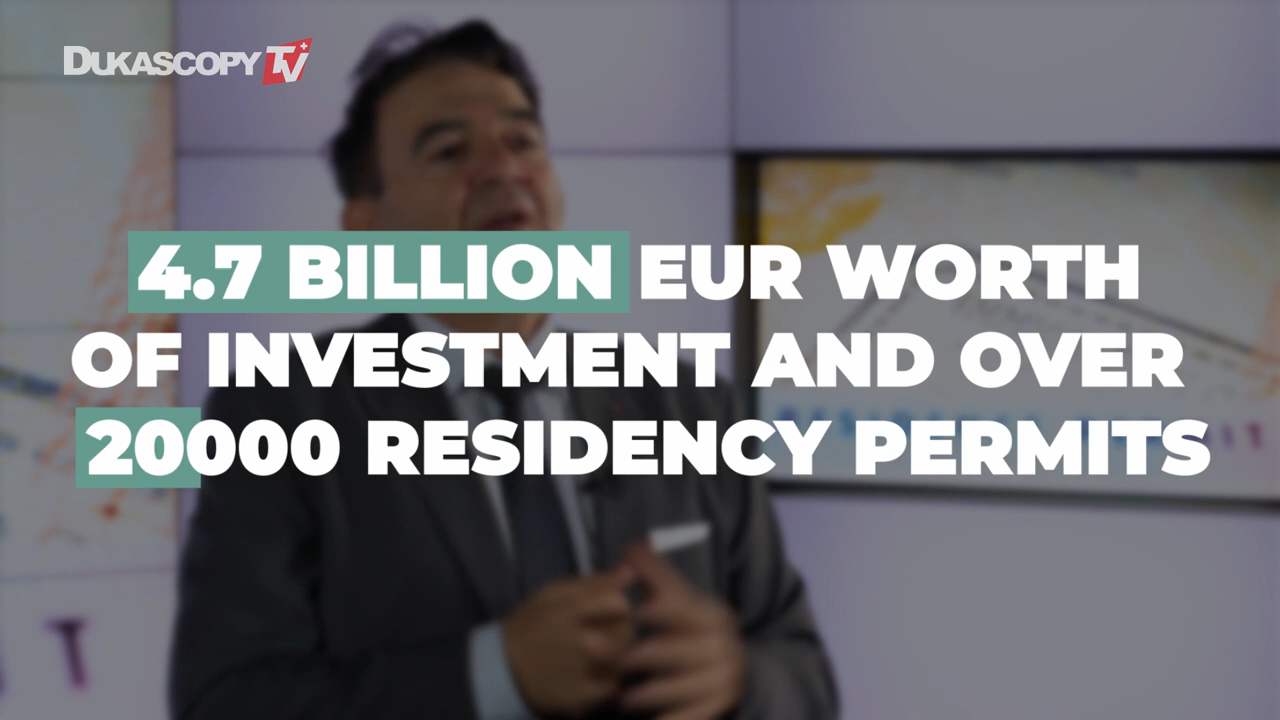 DUKASCOPY TV
4.7 BILLION EUR WORTH
OF INVESTMENT AND OVER
20000 RESIDENCY PERMITS